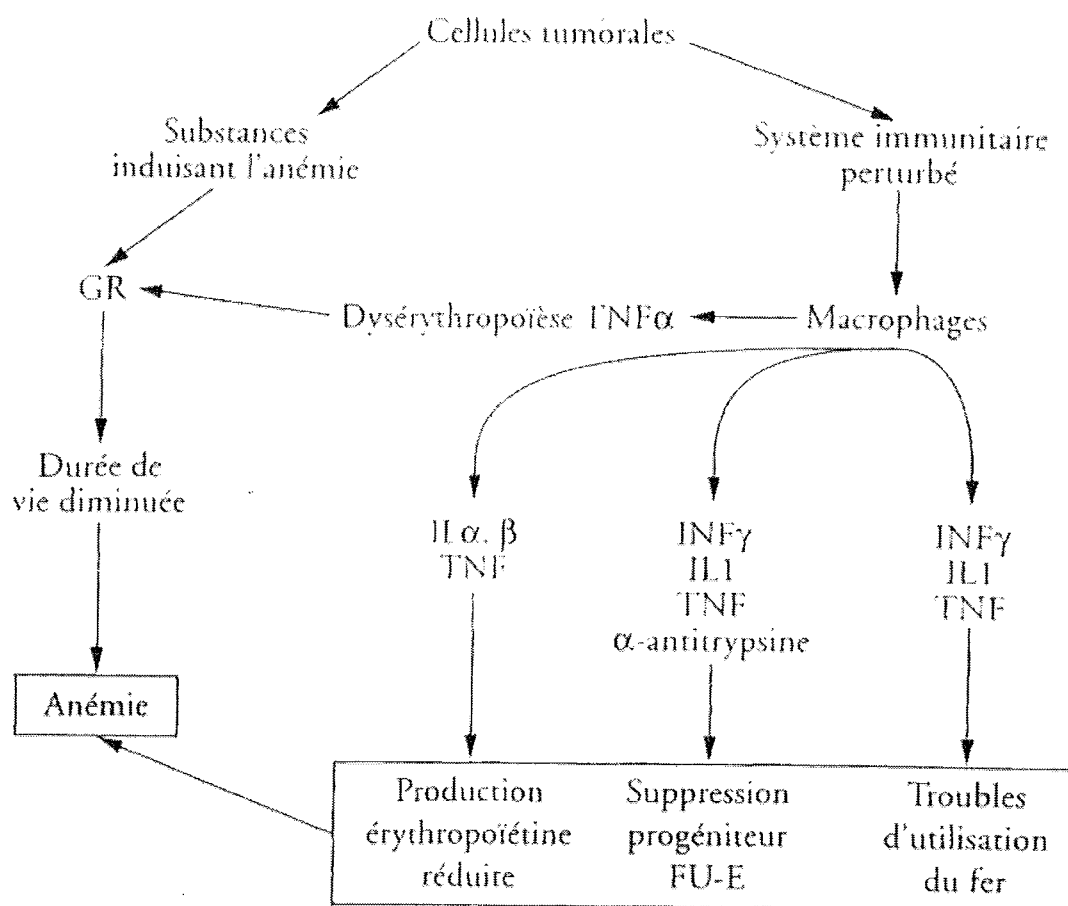 Cellules tumorales
Substances
induisant l'anémie
Système immunitaire
perturbé
GR
Dysérythropoïèse TNFα
Macrophages
Durée de
vie diminuée
ILα, β
TNF
INFγ
IL1
TNF
α-antitrypsine
INFγ
IL1
TNF
Anémie
Production
érythropoïétine
réduite
Suppression
progéniteur
FU-E
Troubles
d'utilisation
du fer